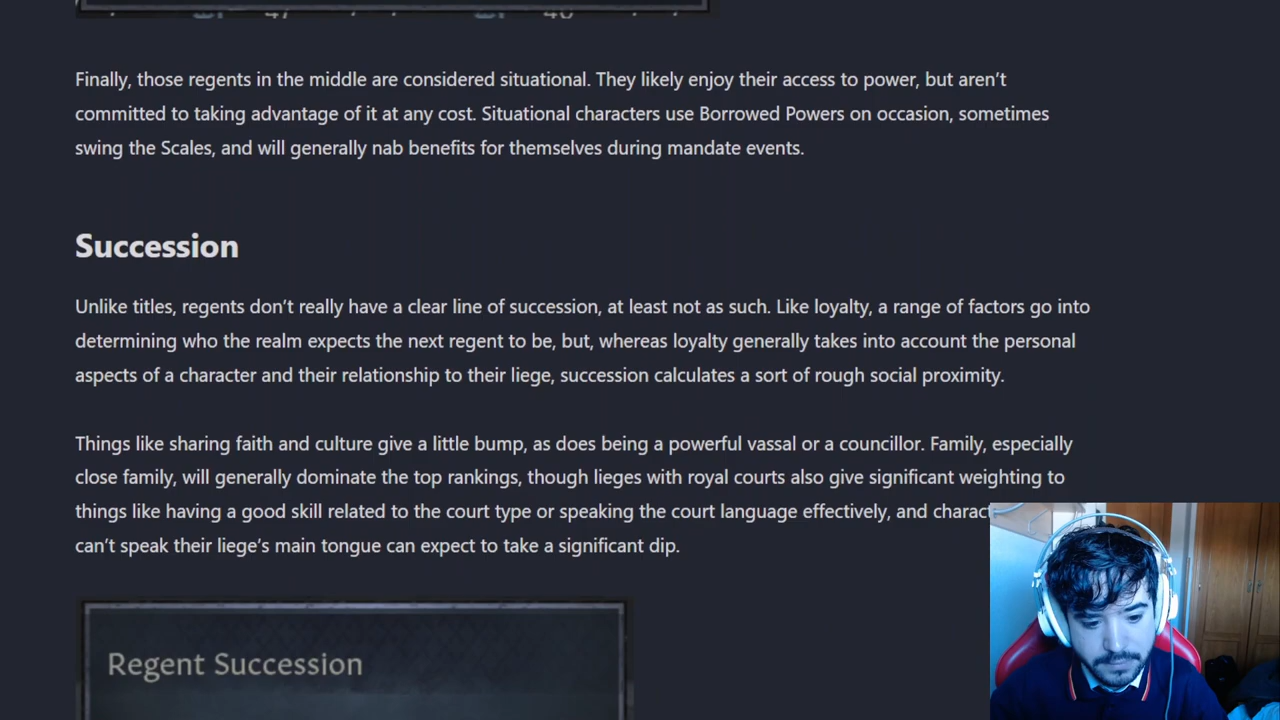 Finally, those regents in the middle are considered situational. They likely enjoy their access to power, but aren’t
committed to taking advantage of it at any cost. Situational characters use Borrowed Powers on occasion, sometimes
swing the Scales, and will generally nab benefits for themselves during mandate events.
Succession
Unlike titles, regents don’t really have a clear line of succession, at least not as such. Like loyalty, a range of factors go into
determining who the realm expects the next regent to be, but, whereas loyalty generally takes into account the personal
aspects of a character and their relationship to their liege, succession calculates a sort of rough social proximity.
Things like sharing faith and culture give a little bump, as does being a powerful vassal or a councillor. Family, especially
close family, will generally dominate the top rankings, though lieges with royal courts also give significant weighting to
things like having a good skill related to the court type or speaking the court language effectively, and
can’t speak their liege’s main tongue can expect to take a significant dip.
Regent Succession